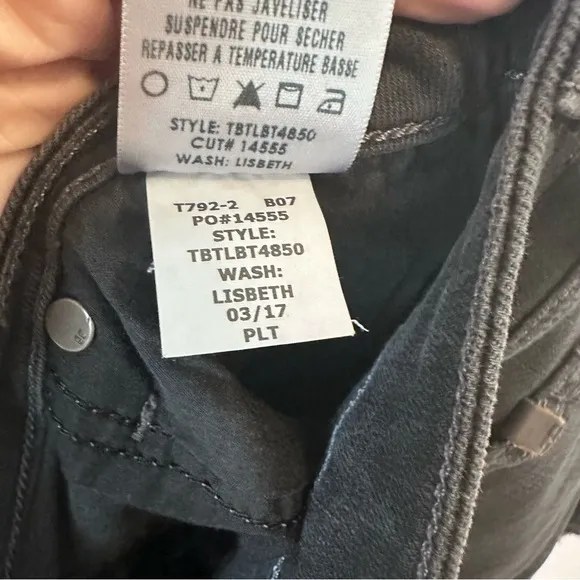 NE PAS JAVELISER
SUSPENDRE POUR SÉCHER
REPASSER A TEMPERATURE BASSE
STYLE: TBTLBT4850
CUT# 14555
WASH: LISBETH
T792-2 B07
PO#14555
STYLE:
TBTLBT4850
WASH:
LISBETH
03/17
PLT